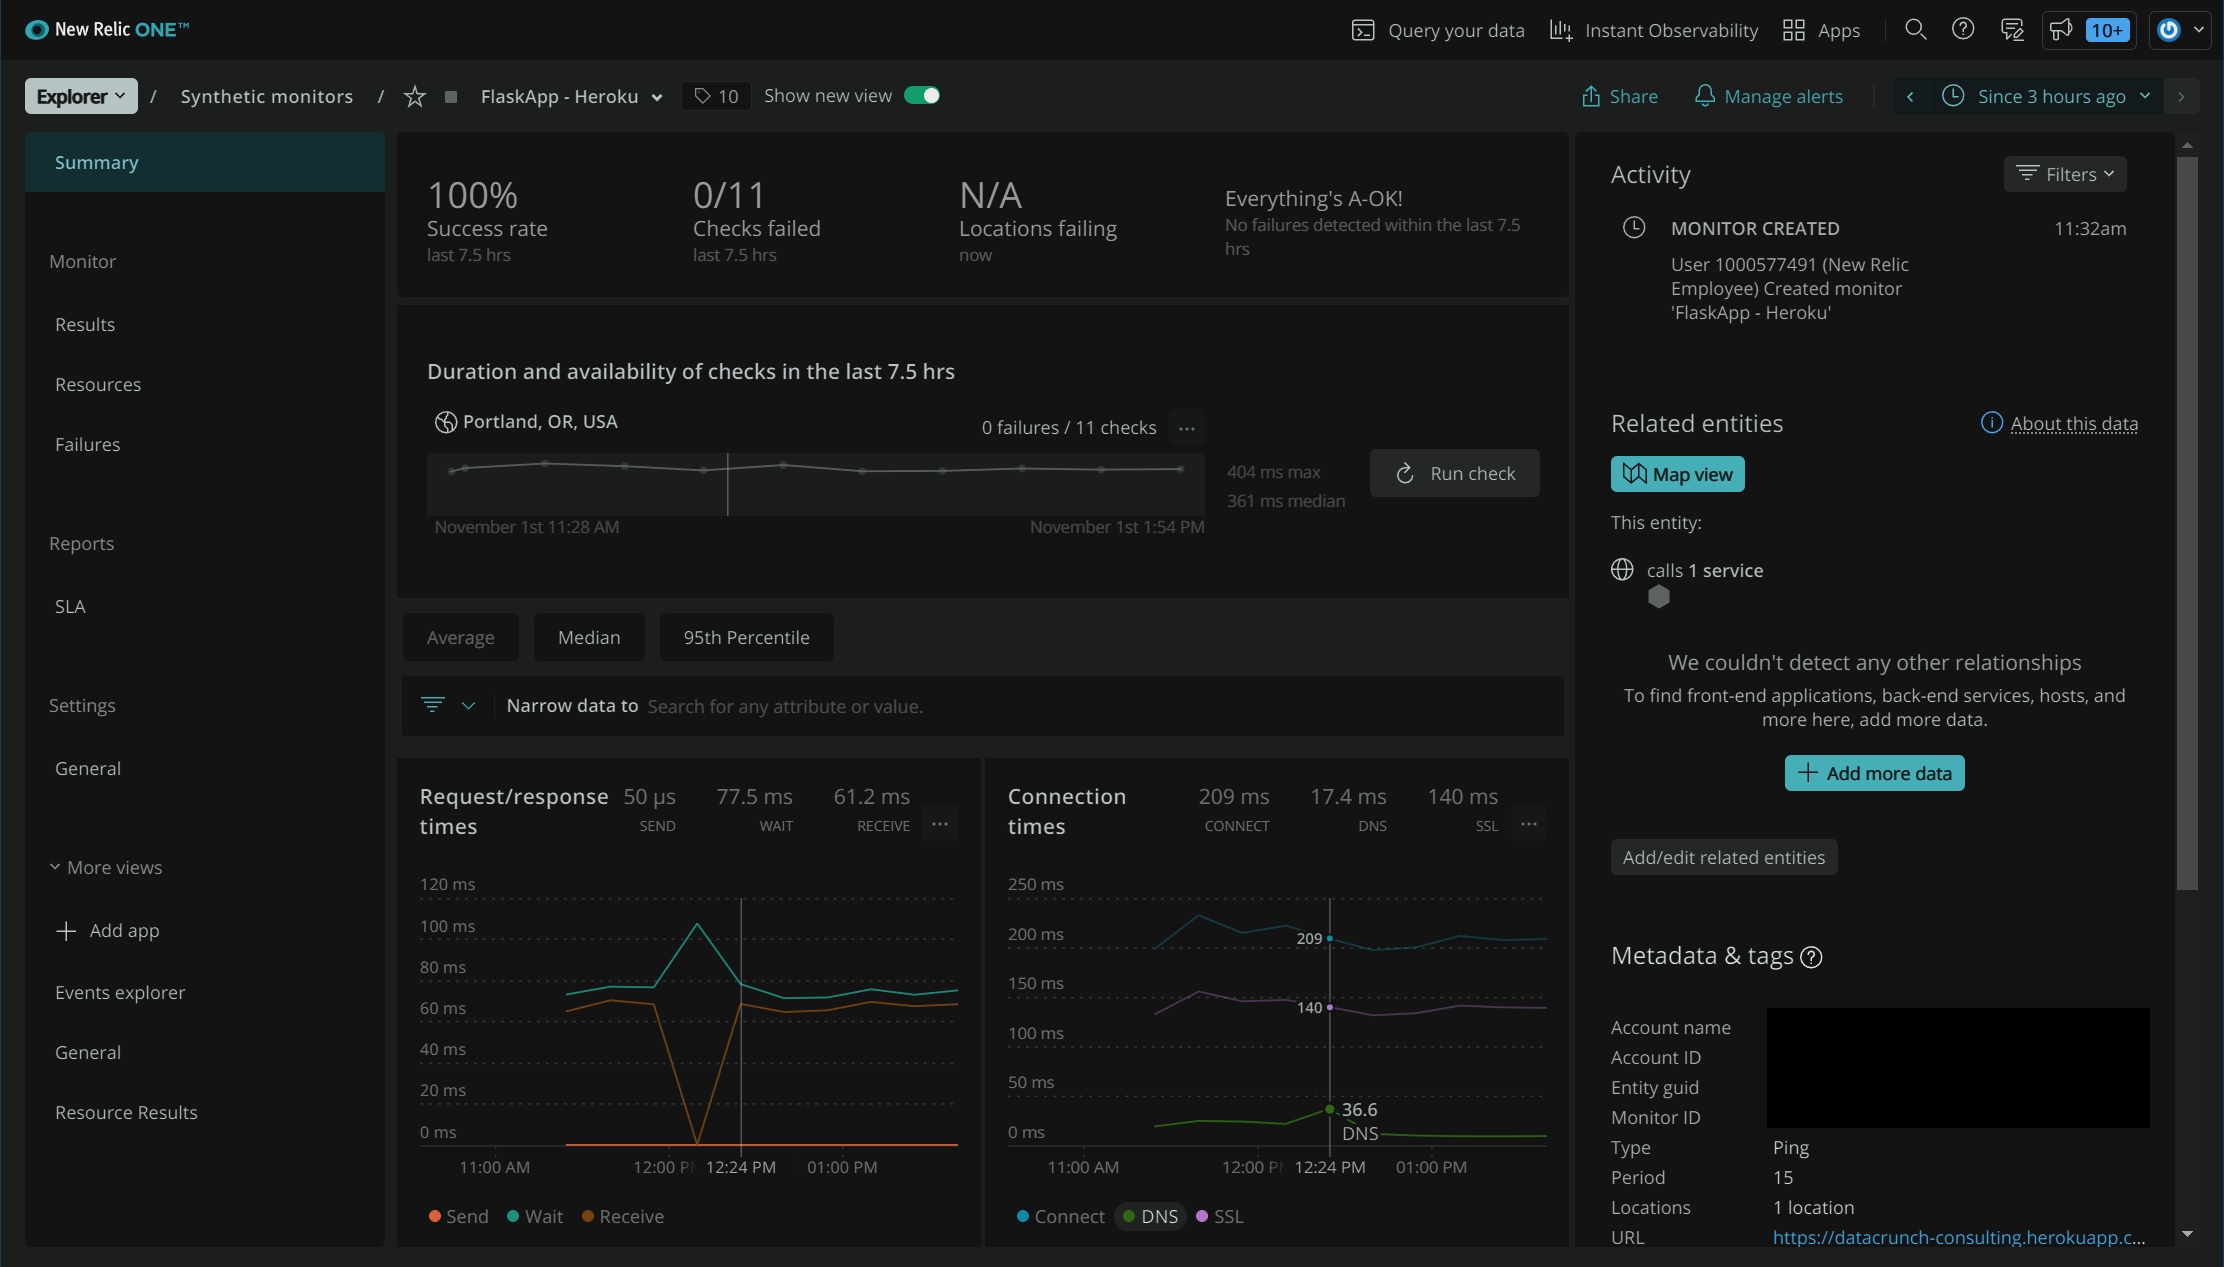 New Relic ONE™
Query your data
Instant Observability
Apps
10+
Explorer
/
Synthetic monitors
/
FlaskApp - Heroku
10
Show new view
Share
Manage alerts
Since 3 hours ago
Summary
Monitor
Results
Resources
Failures
Reports
SLA
Settings
General
More views
Add app
Events explorer
General
Resource Results
100%
Success rate
last 7.5 hrs
0/11
Checks failed
last 7.5 hrs
N/A
Locations failing
now
Everything's A-OK!
No failures detected within the last 7.5
hrs
Duration and availability of checks in the last 7.5 hrs
Portland, OR, USA
0 failures / 11 checks
...
404 ms max
361 ms median
Run check
November 1st 11:28 AM
November 1st 1:54 PM
Average
Median
95th Percentile
Narrow data to Search for any attribute or value.
Request/response
times
50 µs
SEND
77.5 ms
WAIT
61.2 ms
RECEIVE
...
120 ms
100 ms
80 ms
60 ms
40 ms
20 ms
0 ms
11:00 AM
12:00 P
12:24 PM
01:00 PM
Send
Wait
Receive
Connection
times
209 ms
CONNECT
17.4 ms
DNS
140 ms
SSL
...
250 ms
200 ms
150 ms
100 ms
50 ms
0 ms
209
140
36.6
DNS
11:00 AM
12:00 P
12:24 PM
01:00 PM
Connect
DNS
SSL
Activity
Filters
MONITOR CREATED
11:32am
User 1000577491 (New Relic
Employee) Created monitor
'FlaskApp - Heroku'
Related entities
About this data
Map view
This entity:
calls 1 service
We couldn't detect any other relationships
To find front-end applications, back-end services, hosts, and
more here, add more data.
Add more data
Add/edit related entities
Metadata & tags
Account name
Account ID
Entity guid
Monitor ID
Type Ping
Period 15
Locations 1 location
URL https://datacrunch-consulting.herokuapp.c...